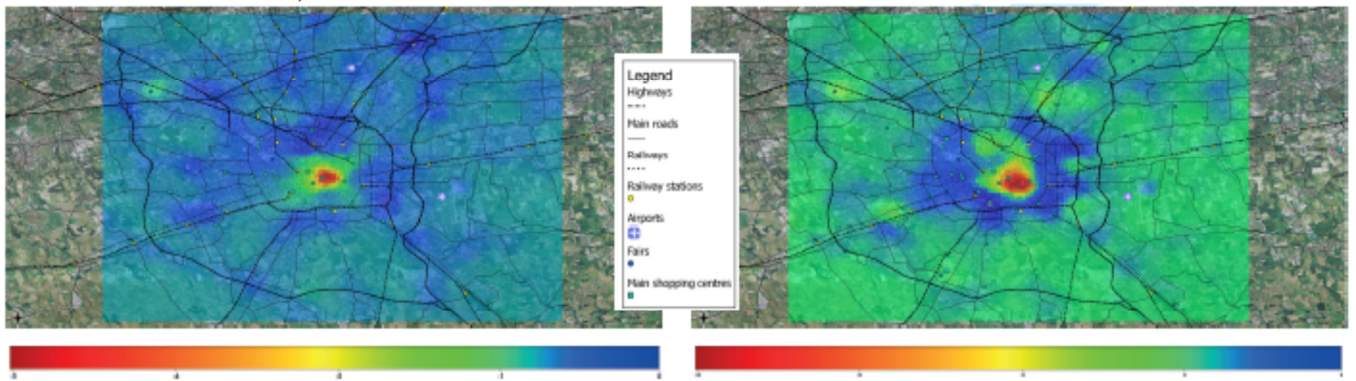 Legend
Highways
Main roads
Railways
Railway stations
Airports
Fairs
Main shopping centres